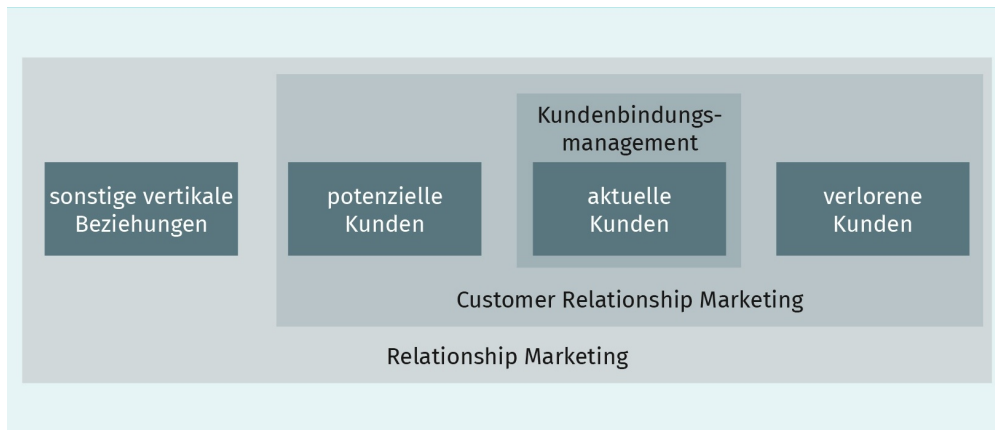 Kundenbindungs-
management
sonstige vertikale
Beziehungen
potenzielle
Kunden
aktuelle
Kunden
verlorene
Kunden
Customer Relationship Marketing
Relationship Marketing